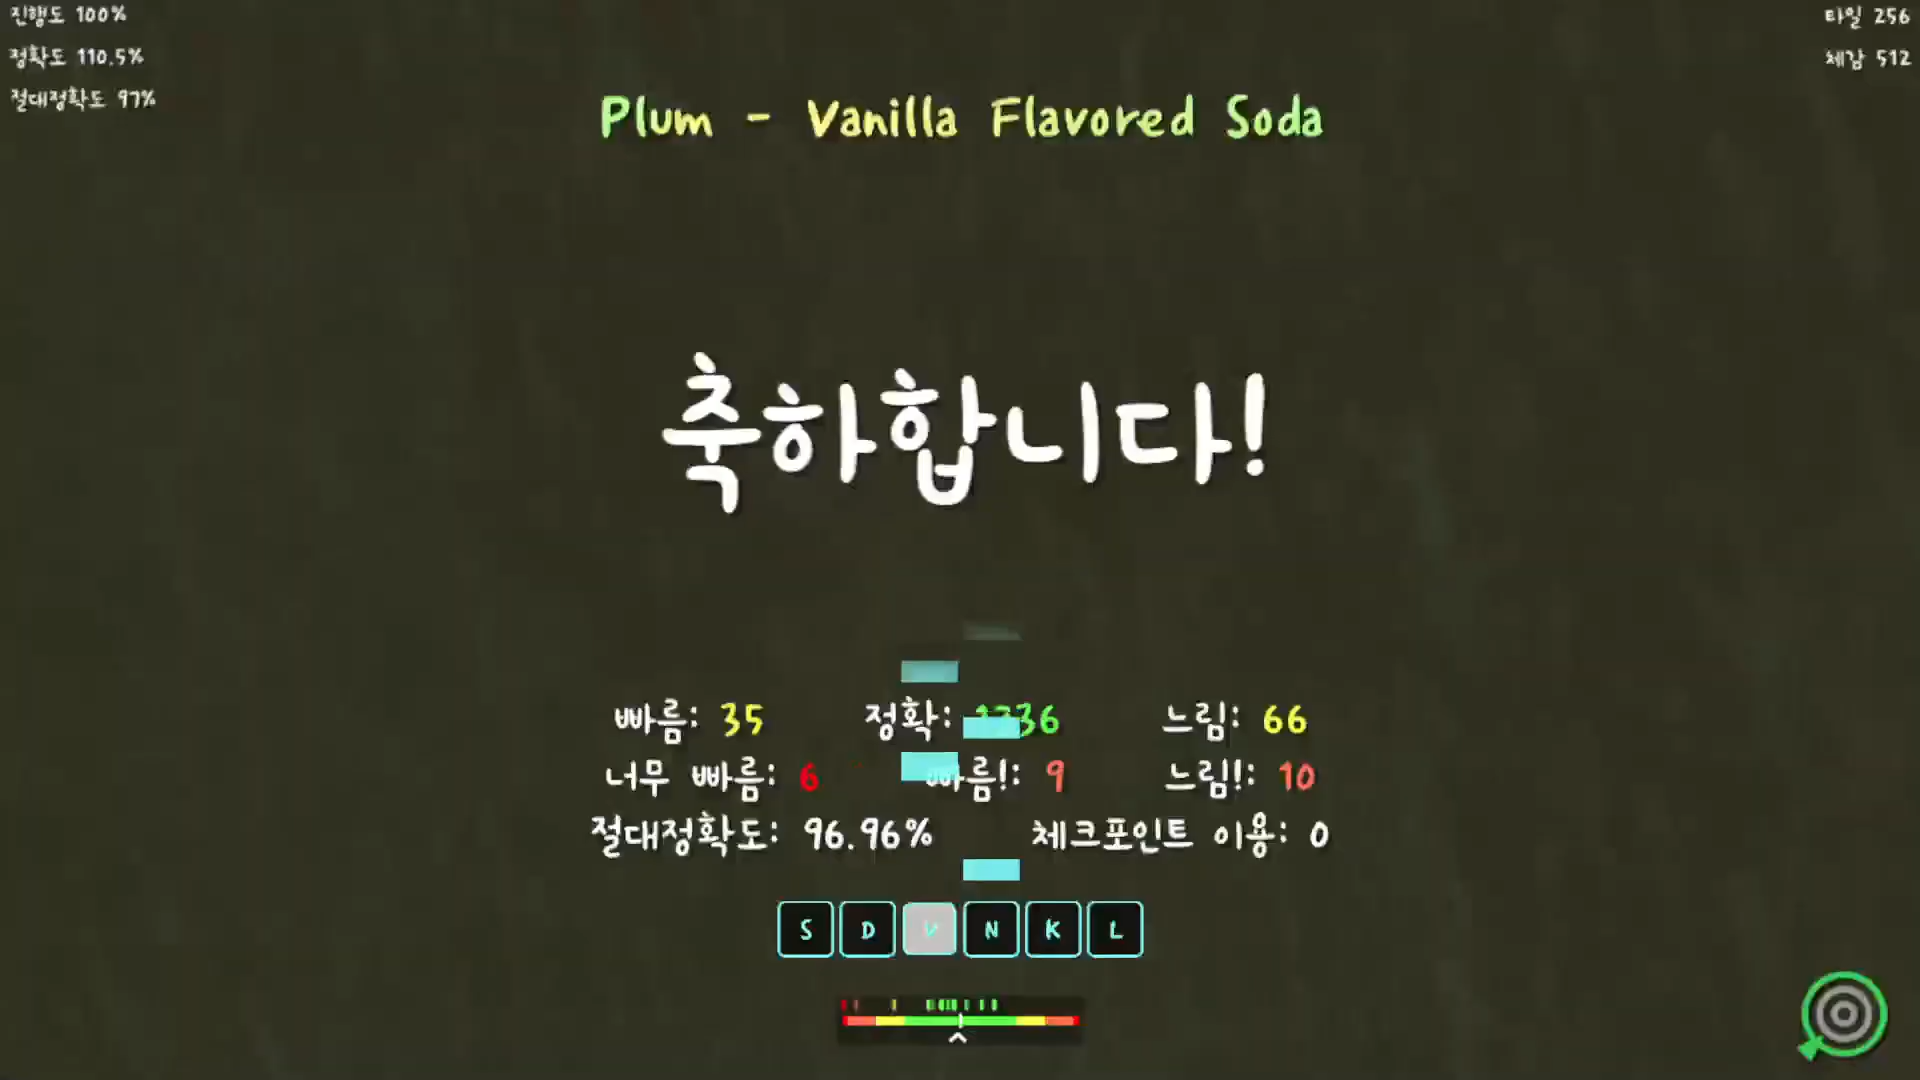 진행도 100%
정확도 110.5%
절대정확도 97%
타일 256
체감 512
Plum - Vanilla Flavored Soda
축하합니다!
빠름: 35 정확: 느림: 66
너무 빠름: 6 빠름!: 9 느림!: 10
절대정확도: 96.96% 체크포인트 이용: 0
S D V N K L